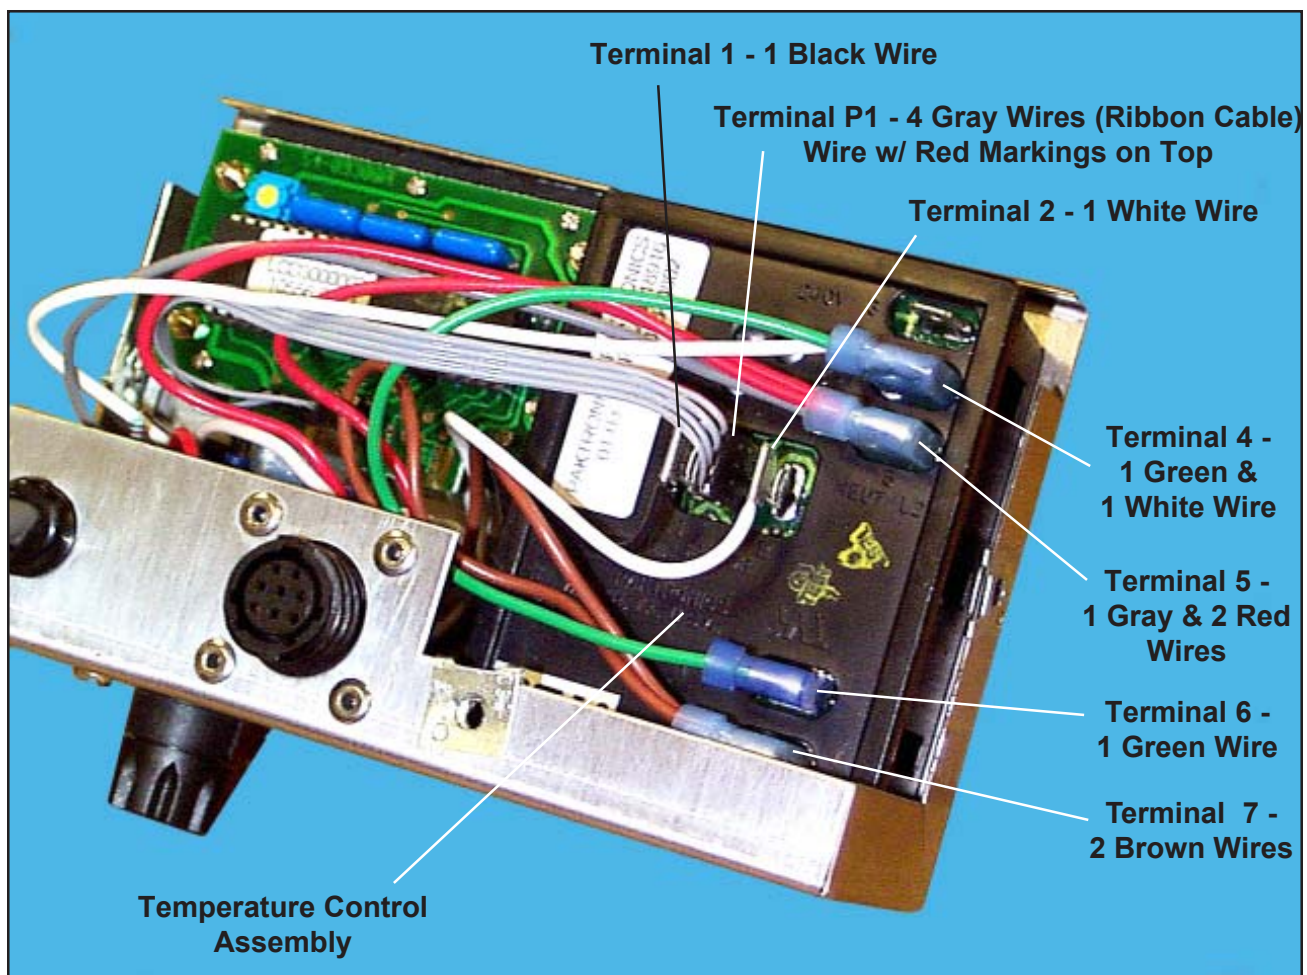 Terminal 1 - 1 Black Wire
Terminal P1 - 4 Gray Wires (Ribbon Cable)
Wire w/ Red Markings on Top
Terminal 2 - 1 White Wire
Terminal 4 -
1 Green &
1 White Wire
Terminal 5 -
1 Gray & 2 Red
Wires
Terminal 6 -
1 Green Wire
Terminal 7 -
2 Brown Wires
Temperature Control
Assembly